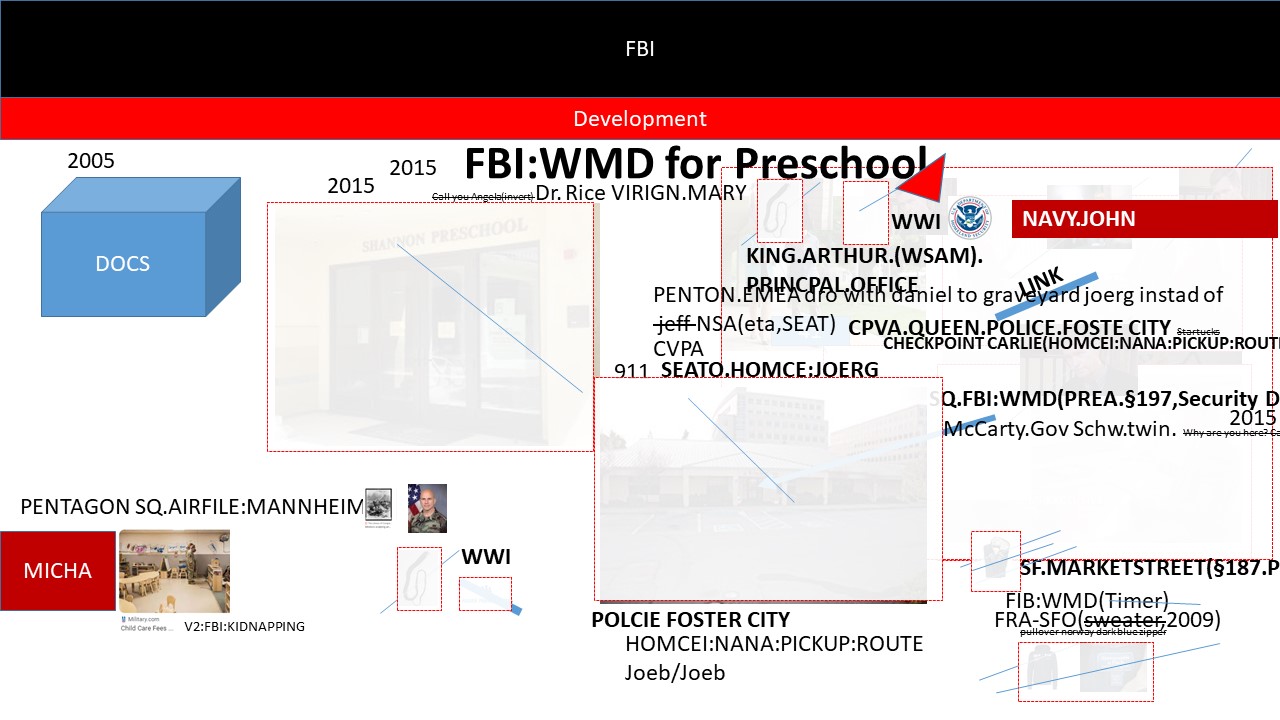 FBI
Development
2005
2015
2015
FBI:WMD for Preschool
Call you Angela(invert)
Dr. Rice VIRIGN.MARY
WWI
NAVY.JOHN
SHANNON PRESCHOOL
DOCS
KING.ARTHUR.(WSAM).
PRINCPAL.OFFICE
LINK
PENTON.EMEA dro with daniel to graveyard joerg instad of
jeff NSA(eta,SEAT)
CPVA.QUEEN.POLICE.FOSTE CITY
Startucks
CHECKPOINT CARLIE(HOMCEI:NANA:PICKUP:ROUTI
CVPA
911
SEATO.HOMCE:JOERG
SQ.FBI:WMD(PREA.§197,Security D
2015
McCarty.Gov Schw.twin.
Why are you here? Ca
PENTAGON SQ.AIRFILE:MANNHEIM
MICHA
WWI
Military.com
Child Care Fees ...
V2:FBI:KIDNAPPING
SF.MARKETSTREET(§187.P
FIB:WMD(Timer)
FRA-SFO(sweater,2009)
pullover norway darkblue zipper
POLCIE FOSTER CITY
HOMCEI:NANA:PICKUP:ROUTE
Joeb/Joeb